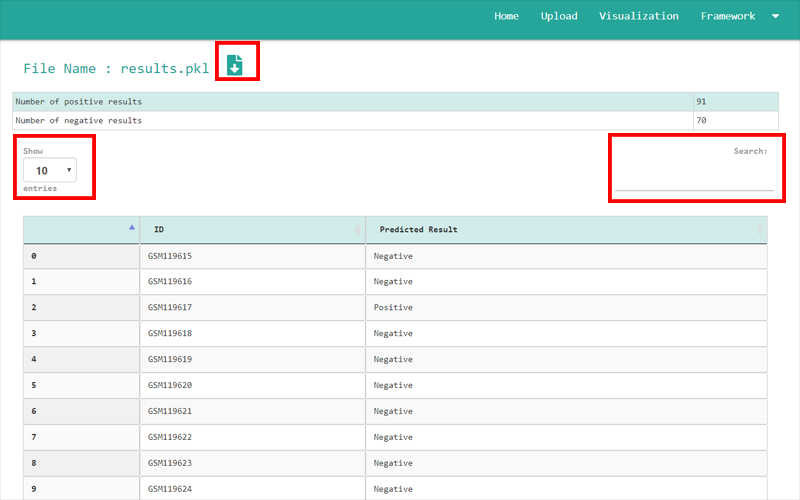 Home Upload Visualization Framework
File Name : results.pkl
Number of positive results 91
Number of negative results 70
Show
10
entries
Search:
ID Predicted Result
0 GSM119615 Negative
1 GSM119616 Negative
2 GSM119617 Positive
3 GSM119618 Negative
4 GSM119619 Negative
5 GSM119620 Negative
6 GSM119621 Negative
7 GSM119622 Negative
8 GSM119623 Negative
9 GSM119624 Negative